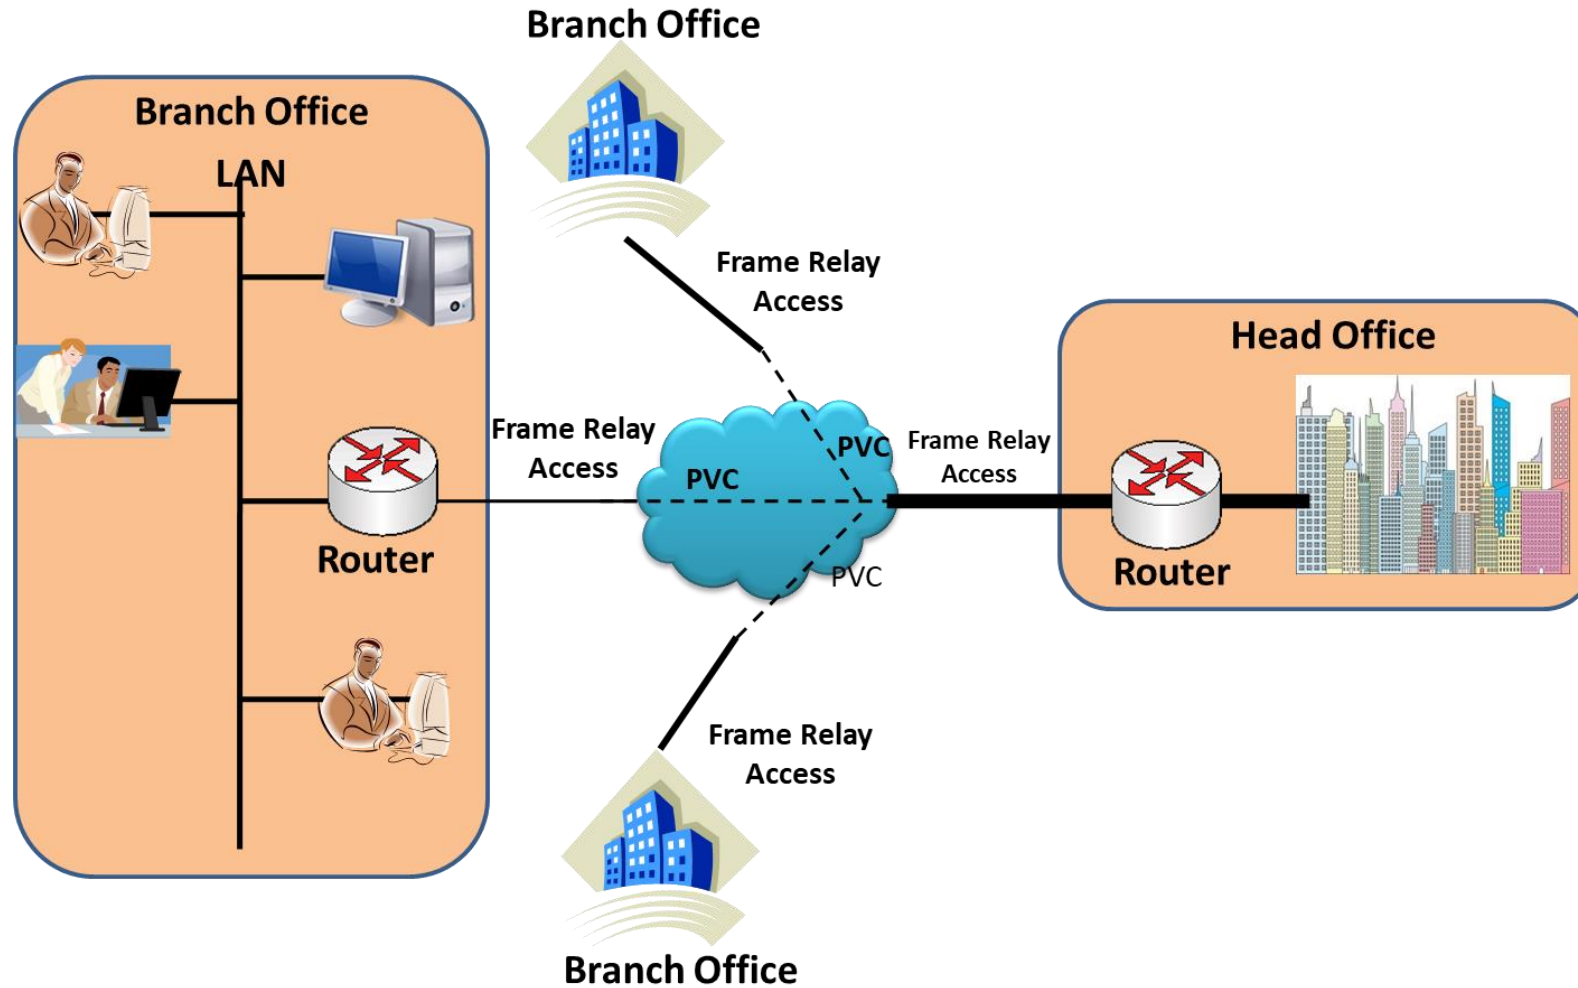 Branch Office
Branch Office
LAN
Frame Relay
Access
Head Office
Frame Relay
Access
PVC
PVC
Frame Relay
Access
Router
Router
PVC
Frame Relay
Access
Branch Office